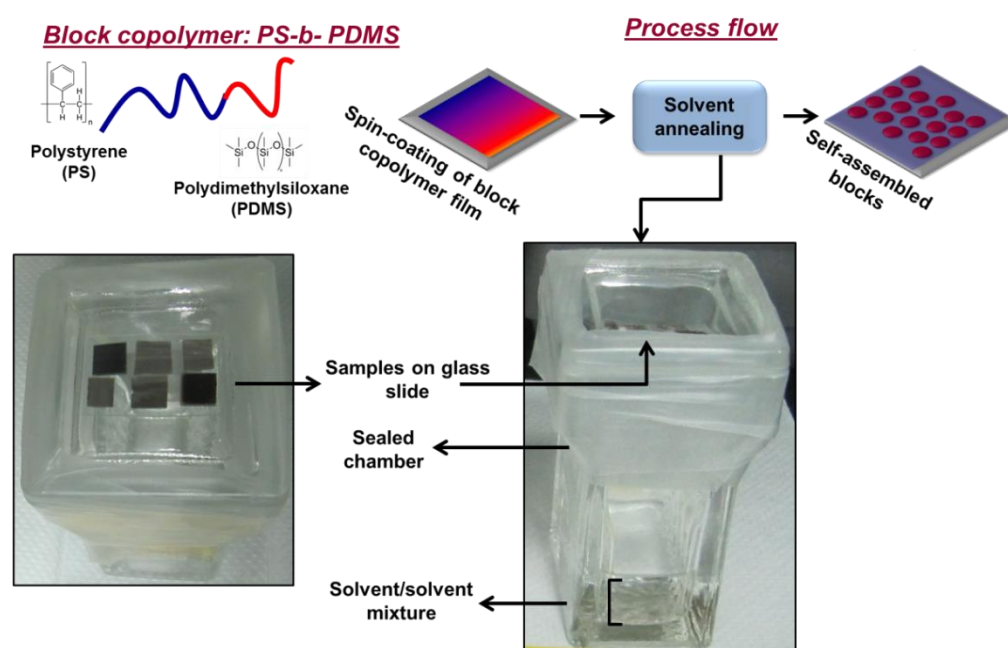 Block copolymer: PS-b- PDMS
Process flow
Polystyrene
(PS)
Polydimethylsiloxane
(PDMS)
Spin-coating of block
copolymer film
Solvent
annealing
Self-assembled
blocks
Samples on glass
slide
Sealed
chamber
Solvent/solvent
mixture